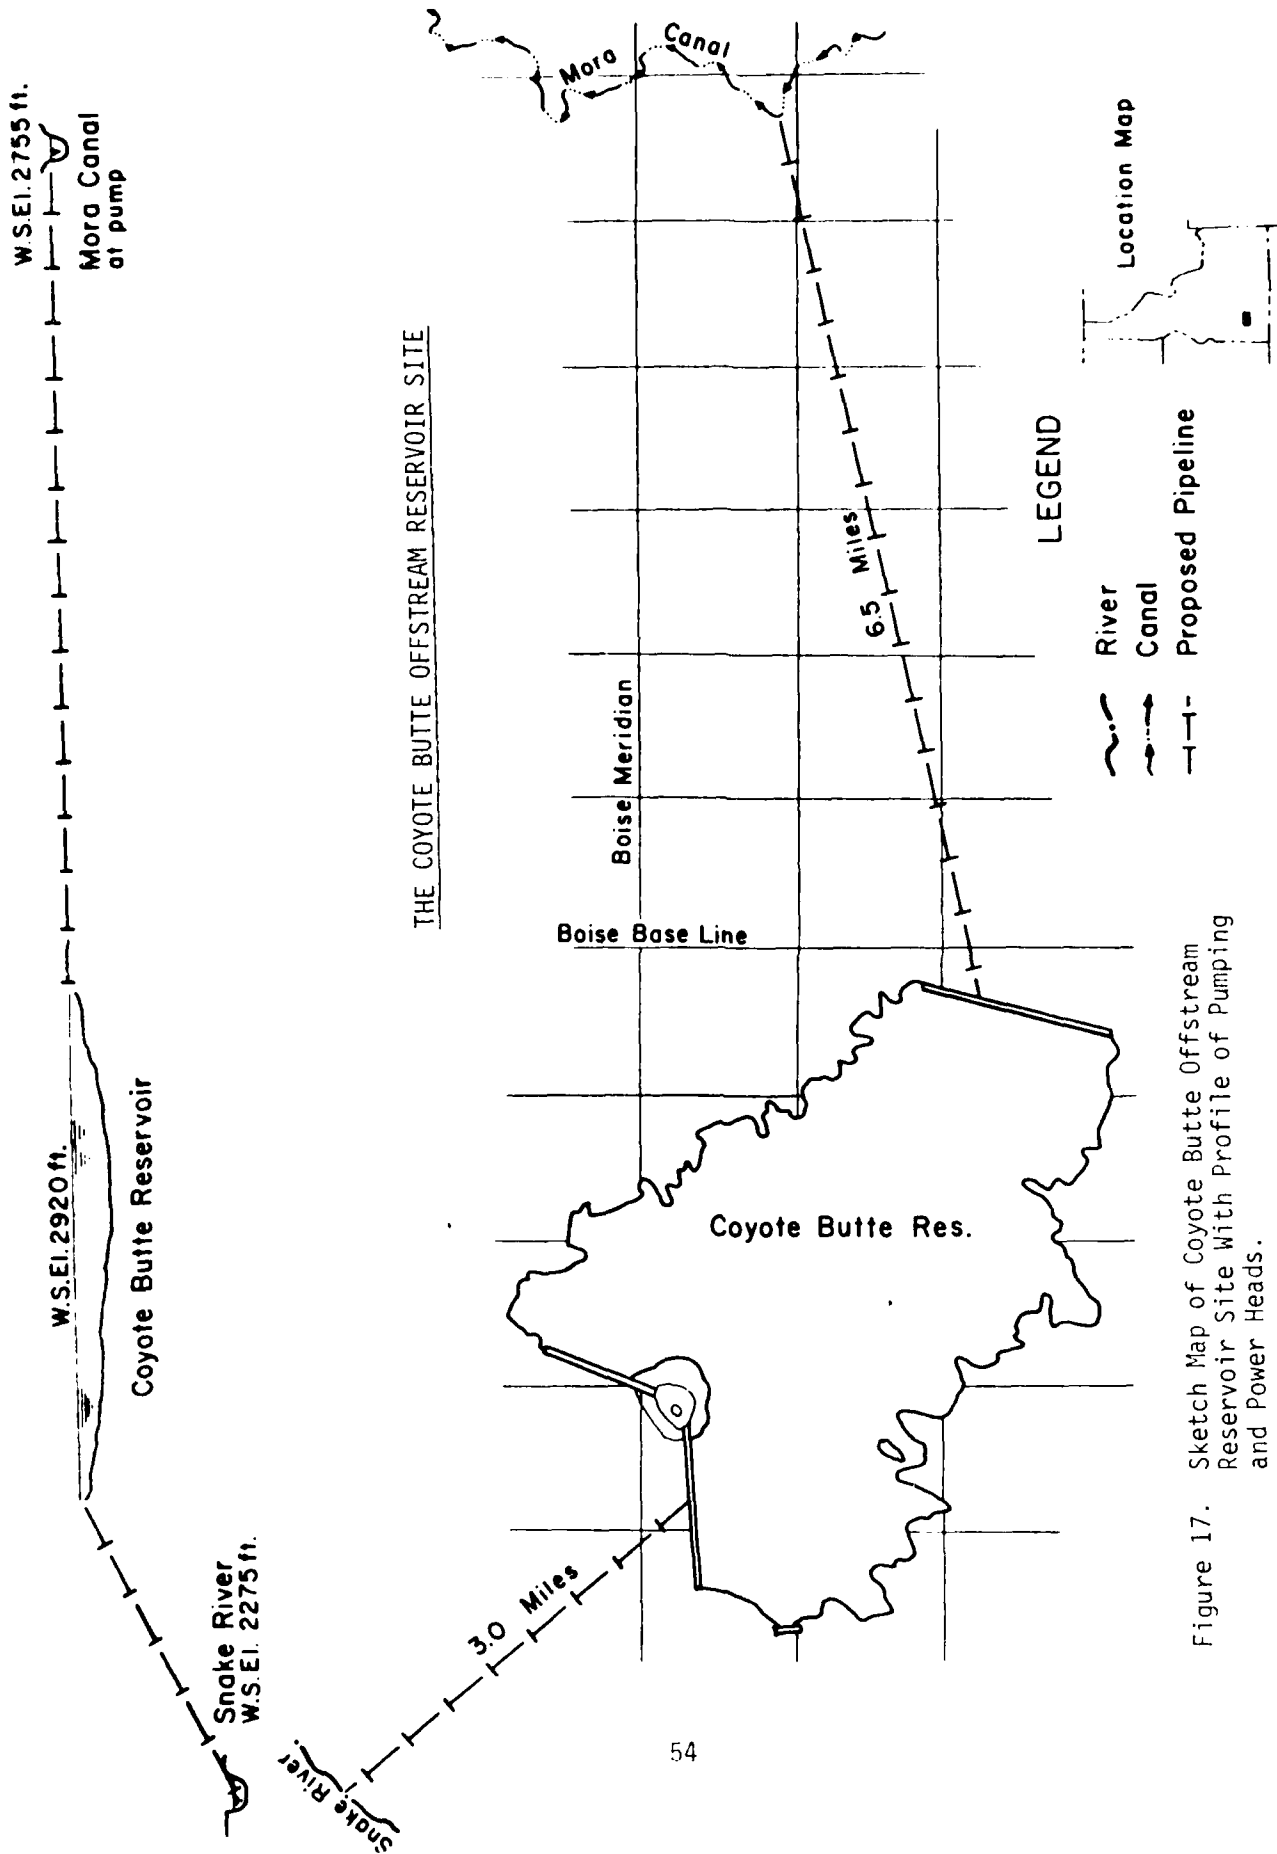 W.S.El. 2755 ft.
Mora Canal
at pump
W.S.El. 2920 ft.
Coyote Butte Reservoir
Snake River
W.S.El. 2275 ft.
THE COYOTE BUTTE OFFSTREAM RESERVOIR SITE
Mora Canal
Boise Meridian
Boise Base Line
6.5 Miles
Coyote Butte Res.
3.0 Miles
Snake River
LEGEND
River
Canal
Proposed Pipeline
Location Map
Figure 17. Sketch Map of Coyote Butte Offstream
Reservoir Site With Profile of Pumping
and Power Heads.
54